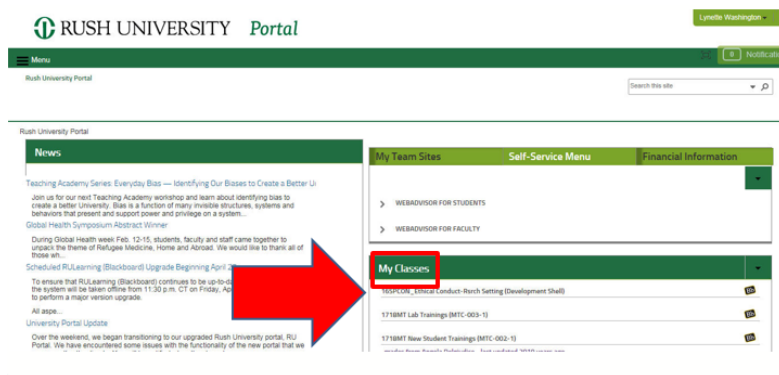 RUSH UNIVERSITY Portal
Lynelle Washington
Menu
0 Notificati
Rush University Portal
Search this site
Rush University Portal
News
My Team Sites Self-Service Menu Financial Information
Teaching Academy Series: Everyday Bias — Identifying Our Biases to Create a Better U
Join us for our next Teaching Academy workshop and learn about identifying bias to
create a better University. Bias is a function of many invisible structures, systems and
behaviors that present and support power and privilege on a system...
Global Health Symposium Abstract Winner
During Global Health week Feb. 12-15, students, faculty and staff came together to
unpack the theme of Refugee Medicine, Home and Abroad. We would like to thank all of
those wh...
Scheduled RULearning (Blackboard) Upgrade Beginning April 2
To ensure that RULearning (Blackboard) continues to be up-to-da
the system will be taken offline from 11:30 p.m. CT on Friday, Ap
to perform a major version upgrade.
All aspe...
University Portal Update
Over the weekend, we began transitioning to our upgraded Rush University portal, RU
Portal. We have encountered some issues with the functionality of the new portal that we
WEBADVISOR FOR STUDENTS
WEBADVISOR FOR FACULTY
My Classes
16SPCON_Ethical Conduct-Rsrch Setting (Development Shell)
1718MT Lab Trainings (MTC-003-1)
1718MT New Student Trainings (MTC-002-1)